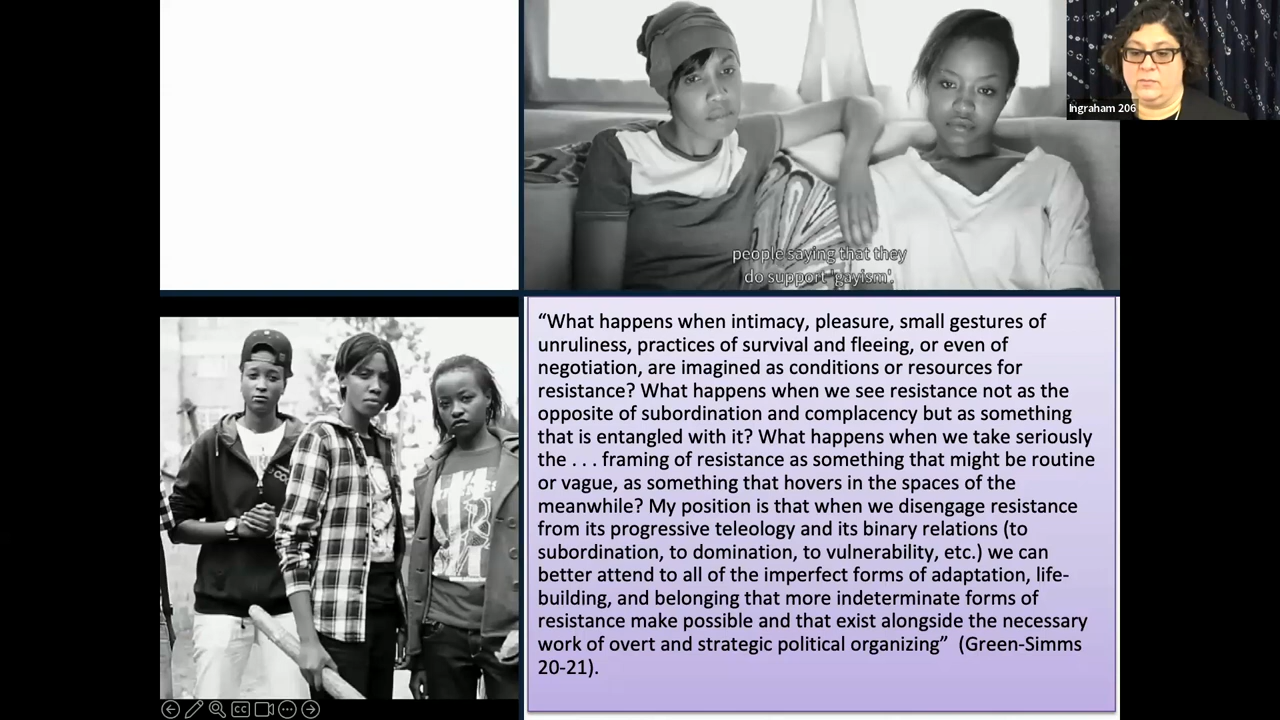 Ingraham 206
people saying that they
do support 'gayism'.
“What happens when intimacy, pleasure, small gestures of
unruliness, practices of survival and fleeing, or even of
negotiation, are imagined as conditions or resources for
resistance? What happens when we see resistance not as the
opposite of subordination and complacency but as something
that is entangled with it? What happens when we take seriously
the . . . framing of resistance as something that might be routine
or vague, as something that hovers in the spaces of the
meanwhile? My position is that when we disengage resistance
from its progressive teleology and its binary relations (to
subordination, to domination, to vulnerability, etc.) we can
better attend to all of the imperfect forms of adaptation, life-
building, and belonging that more indeterminate forms of
resistance make possible and that exist alongside the necessary
work of overt and strategic political organizing” (Green-Simms
20-21).
CC